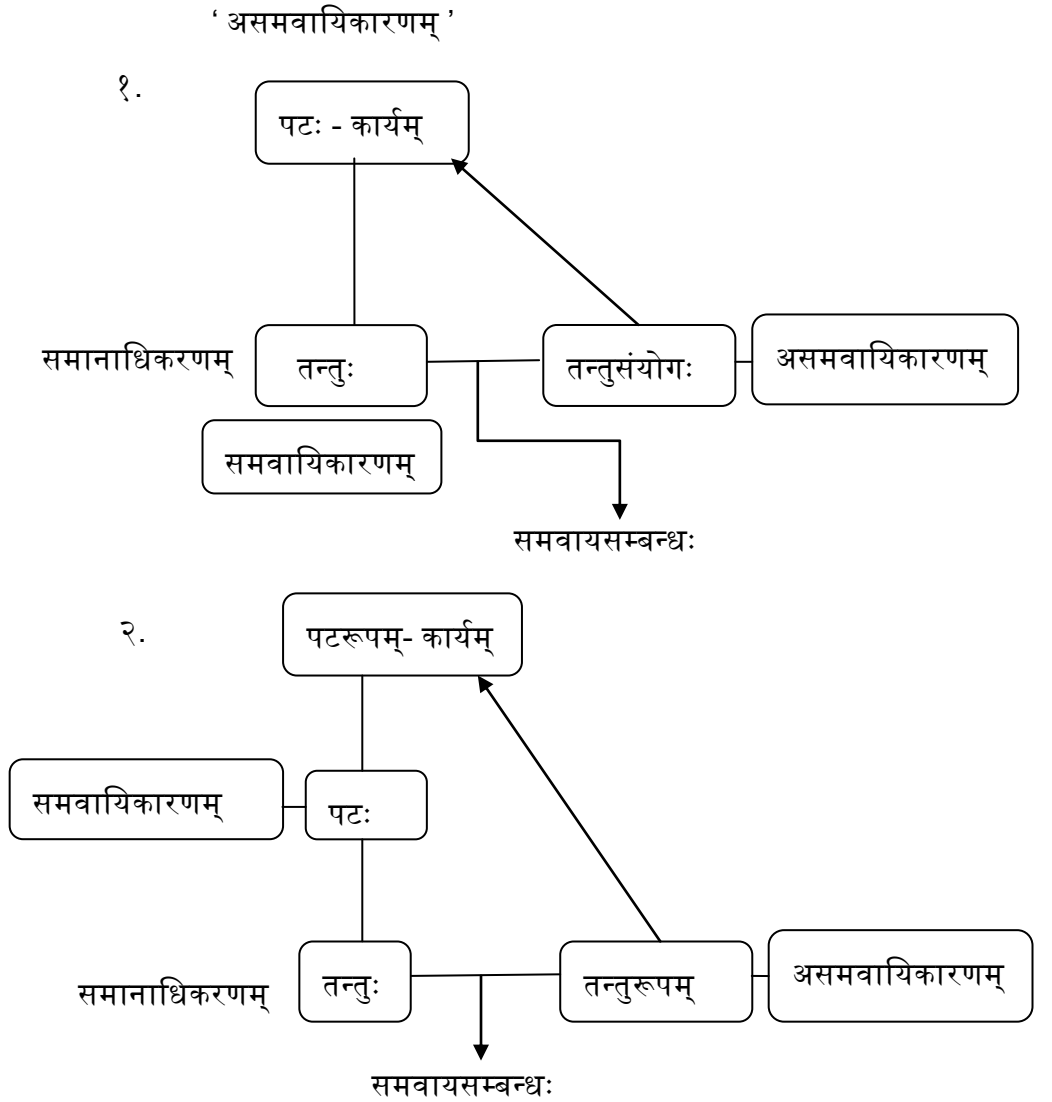 ‘ असमवायिकारणम् ’
१.
पटः - कार्यम्
समानाधिकरणम्
तन्तुः
तन्तुसंयोगः
असमवायिकारणम्
समवायिकारणम्
समवायसम्बन्धः
२.
पटरूपम्- कार्यम्
समवायिकारणम्
पटः
समानाधिकरणम्
तन्तुः
तन्तुरूपम्
असमवायिकारणम्
समवायसम्बन्धः